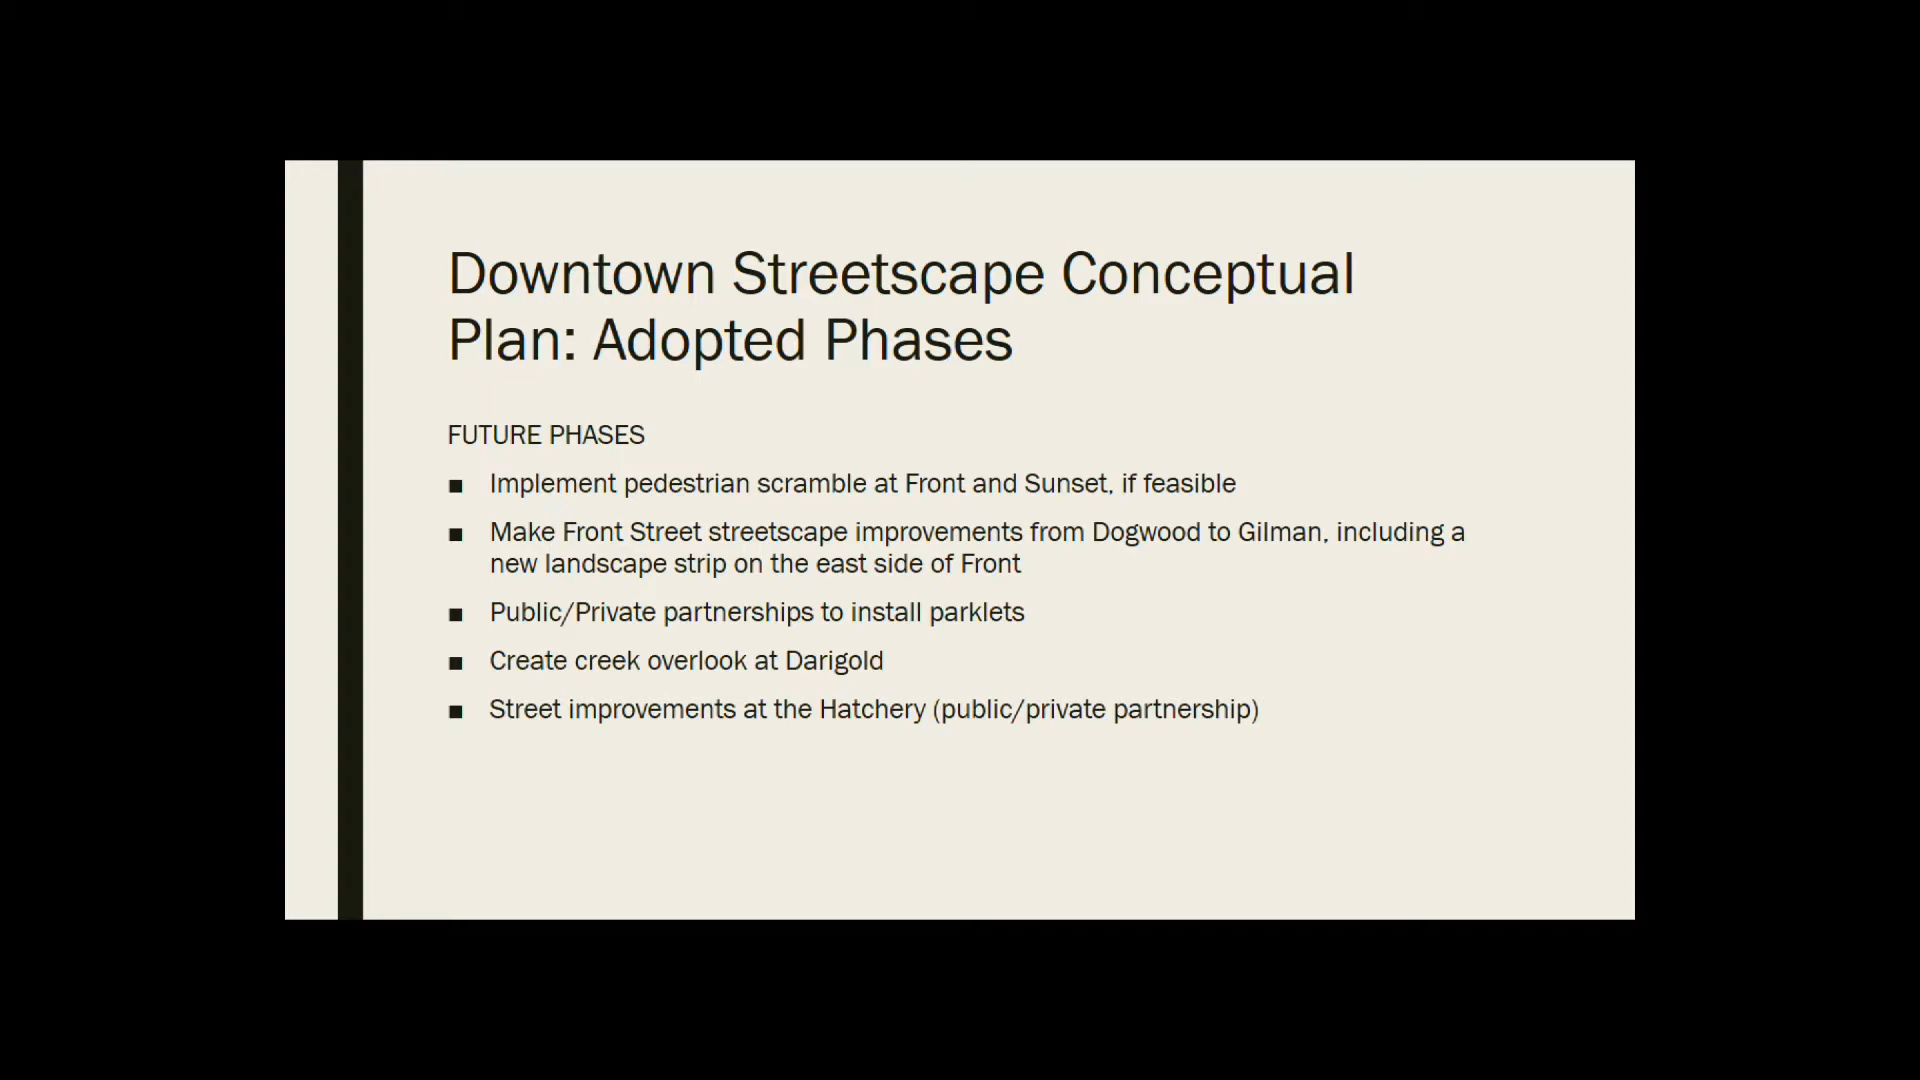 Downtown Streetscape Conceptual
Plan: Adopted Phases
FUTURE PHASES
■ Implement pedestrian scramble at Front and Sunset, if feasible
■ Make Front Street streetscape improvements from Dogwood to Gilman, including a
new landscape strip on the east side of Front
■ Public/Private partnerships to install parklets
■ Create creek overlook at Darigold
■ Street improvements at the Hatchery (public/private partnership)